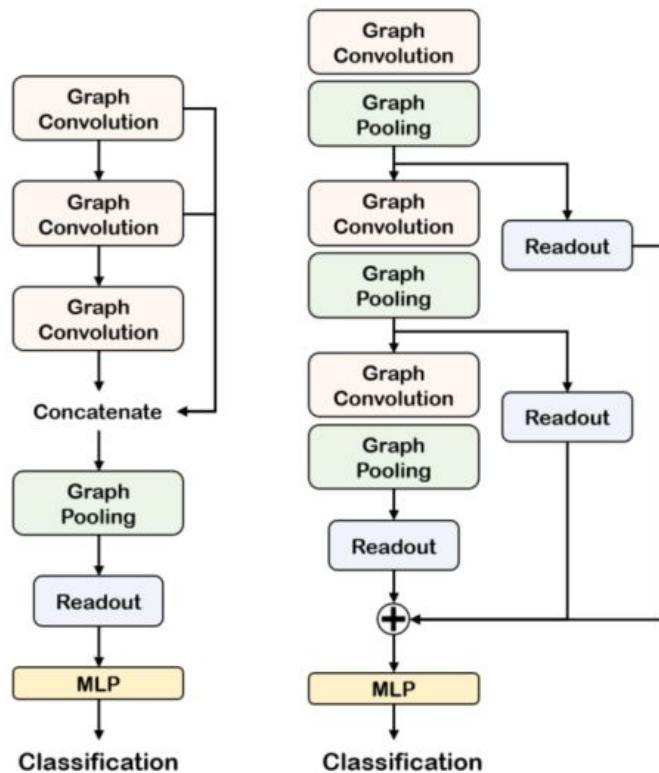 Graph
Convolution
Graph
Convolution
Graph
Convolution
Concatenate
Graph
Pooling
Readout
MLP
Classification
Graph
Convolution
Graph
Pooling
Graph
Convolution
Readout
Graph
Pooling
Graph
Convolution
Readout
Graph
Pooling
Readout
MLP
Classification